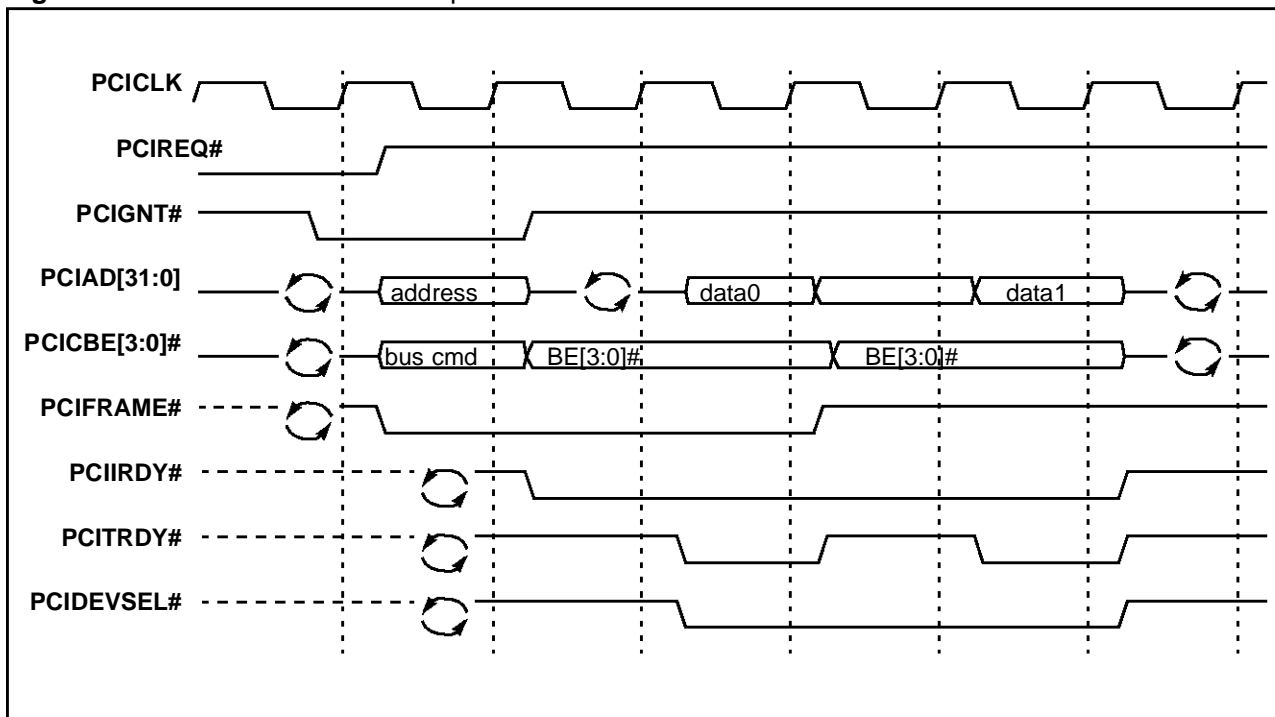 PCICLK
PCIREQ#
PCIGNT#
PCIAD[31:0]
address
data0
data1
PCICBE[3:0]#
bus cmd
BE[3:0]#
BE[3:0]#
PCIFRAME#
PCIIRDY#
PCITRDY#
PCIDEVSEL#